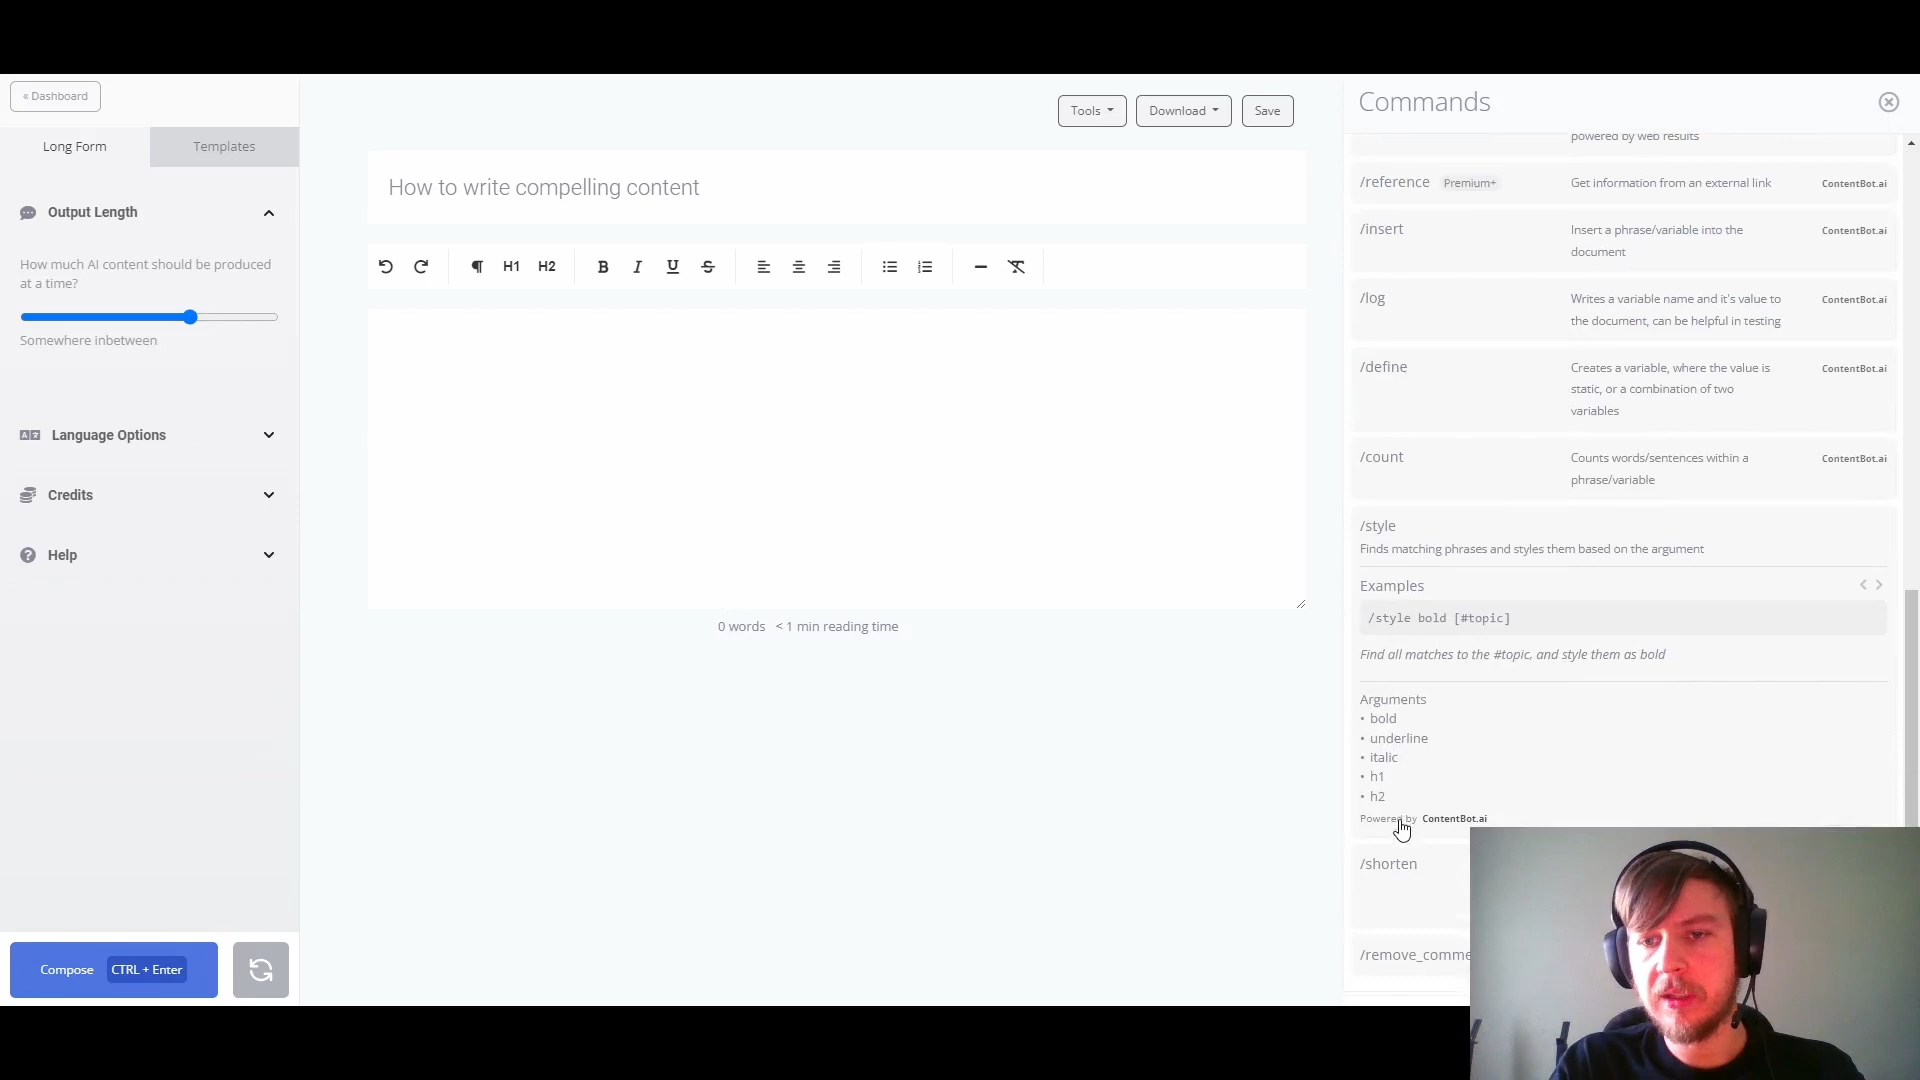 « Dashboard
Long Form
Templates
Output Length
How much AI content should be produced
at a time?
Somewhere inbetween
Language Options
Credits
Help
Compose CTRL + Enter
Tools
Download
Save
How to write compelling content
¶ H1 H2 B I U S
0 words < 1 min reading time
Commands
powered by web results
/reference Premium+ Get information from an external link ContentBot.ai
/insert Insert a phrase/variable into the ContentBot.ai
document
/log Writes a variable name and it's value to ContentBot.ai
the document, can be helpful in testing
/define Creates a variable, where the value is ContentBot.ai
static, or a combination of two
variables
/count Counts words/sentences within a ContentBot.ai
phrase/variable
/style
Finds matching phrases and styles them based on the argument
Examples < >
/style bold [#topic]
Find all matches to the #topic, and style them as bold
Arguments
• bold
• underline
• italic
• h1
• h2
Powered by ContentBot.ai
/shorten
/remove_comme